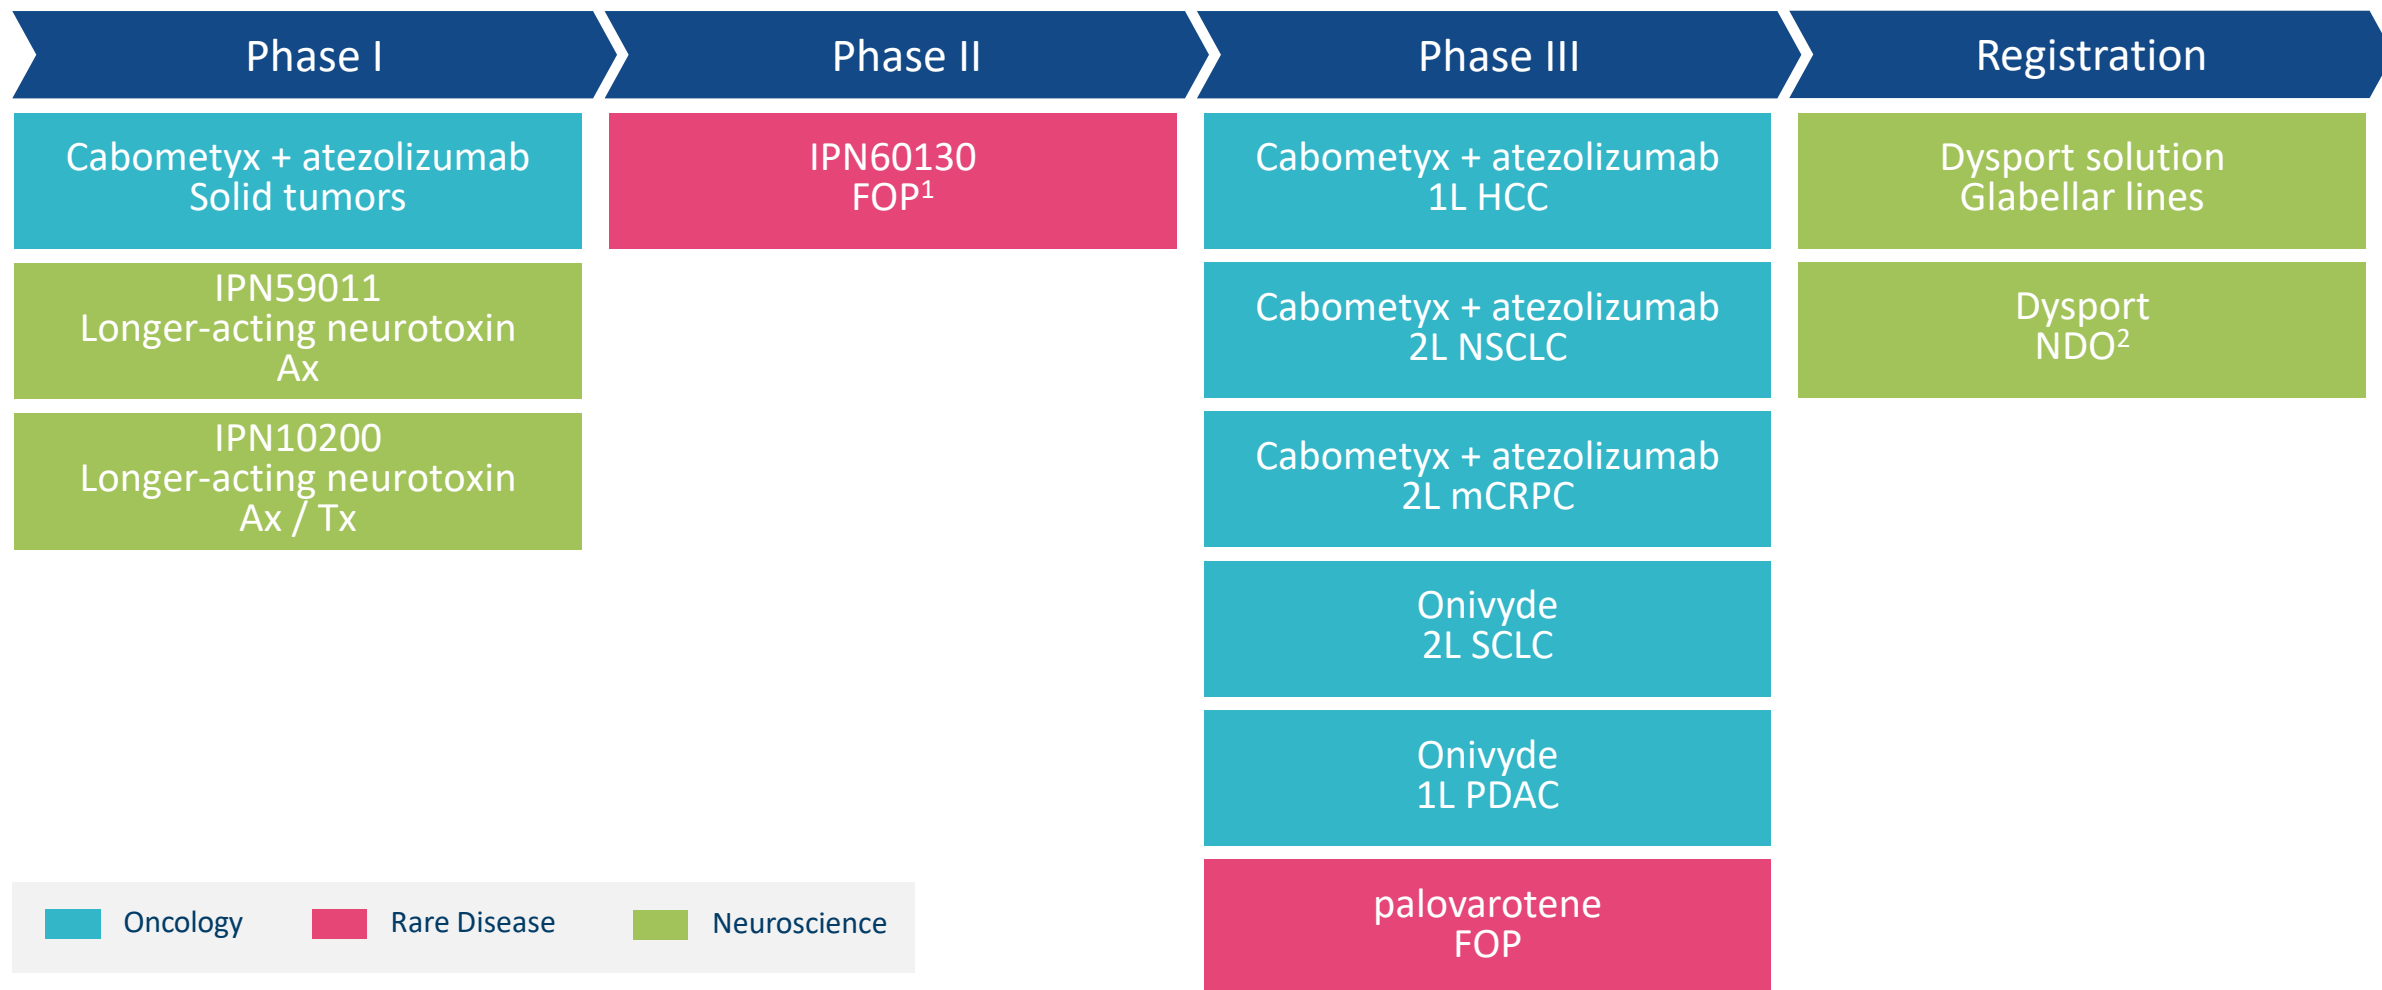 Phase I
Phase II
Phase III
Registration
Cabometyx + atezolizumab
Solid tumors
IPN59011
Longer-acting neurotoxin
Ax
IPN10200
Longer-acting neurotoxin
Ax / Tx
IPN60130
FOP¹
Cabometyx + atezolizumab
1L HCC
Cabometyx + atezolizumab
2L NSCLC
Cabometyx + atezolizumab
2L mCRPC
Onivyde
2L SCLC
Onivyde
1L PDAC
palovarotene
FOP
Dysport solution
Glabellar lines
Dysport
NDO²
Oncology
Rare Disease
Neuroscience